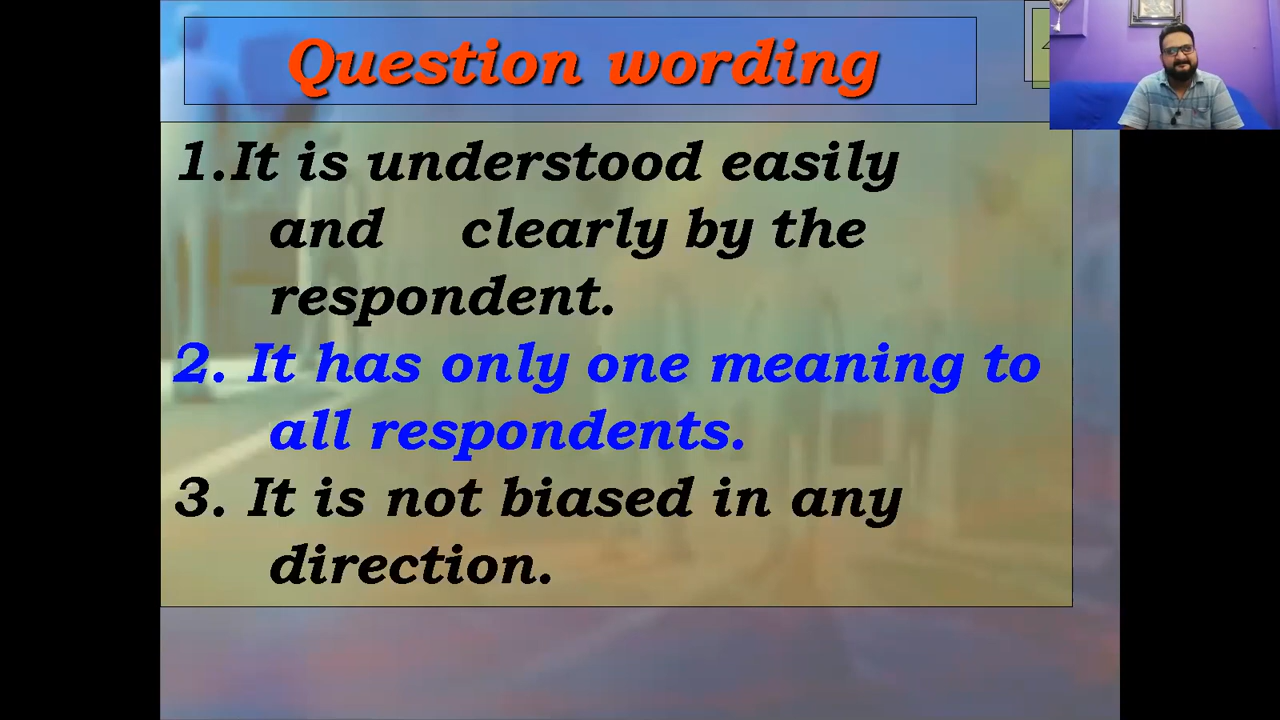 Question wording
1.It is understood easily
and clearly by the
respondent.
2. It has only one meaning to
all respondents.
3. It is not biased in any
direction.